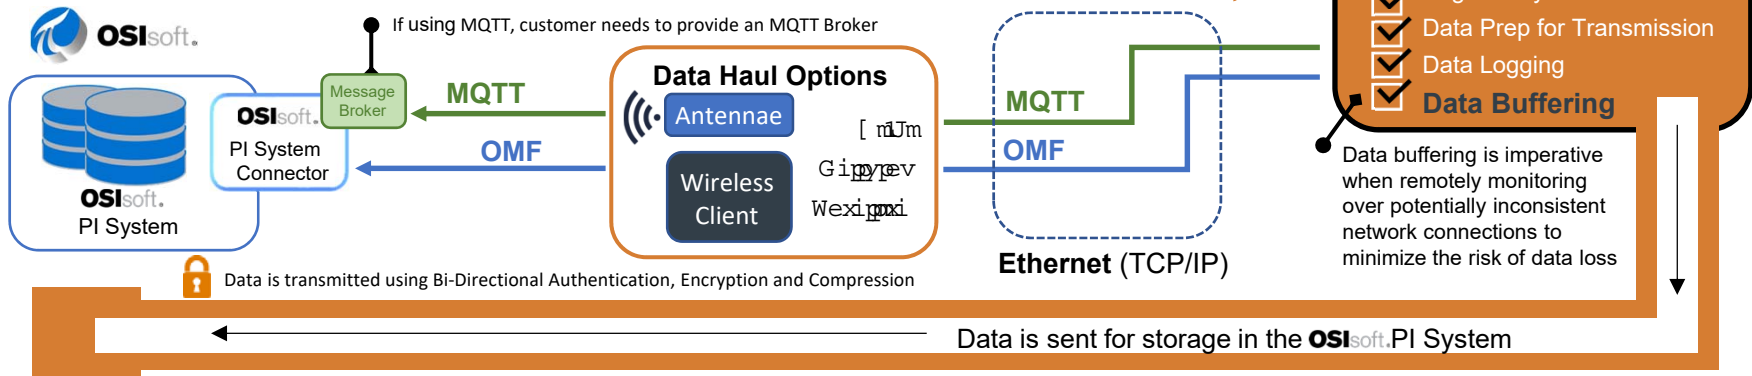 OSIsoft.
If using MQTT, customer needs to provide an MQTT Broker
Data Prep for Transmission
Data Logging
Data Buffering
Message
Broker
MQTT
Data Haul Options
Antennae
MQTT
OSIsoft.
PI System
Connector
OMF
Wireless
Client
OMF
OSIsoft.
PI System
Data buffering is imperative
when remotely monitoring
over potentially inconsistent
network connections to
minimize the risk of data loss
Ethernet (TCP/IP)
Data is transmitted using Bi-Directional Authentication, Encryption and Compression
Data is sent for storage in the OSIsoft.PI System